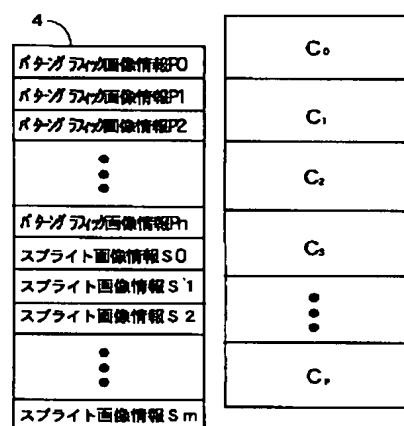 4
パターングラフィック画像情報P0
パターングラフィック画像情報P1
パターングラフィック画像情報P2
パターングラフィック画像情報Pn
スプライト画像情報S0
スプライト画像情報S1
スプライト画像情報S2
スプライト画像情報Sm
C₀
C₁
C₂
C₃
Cₚ